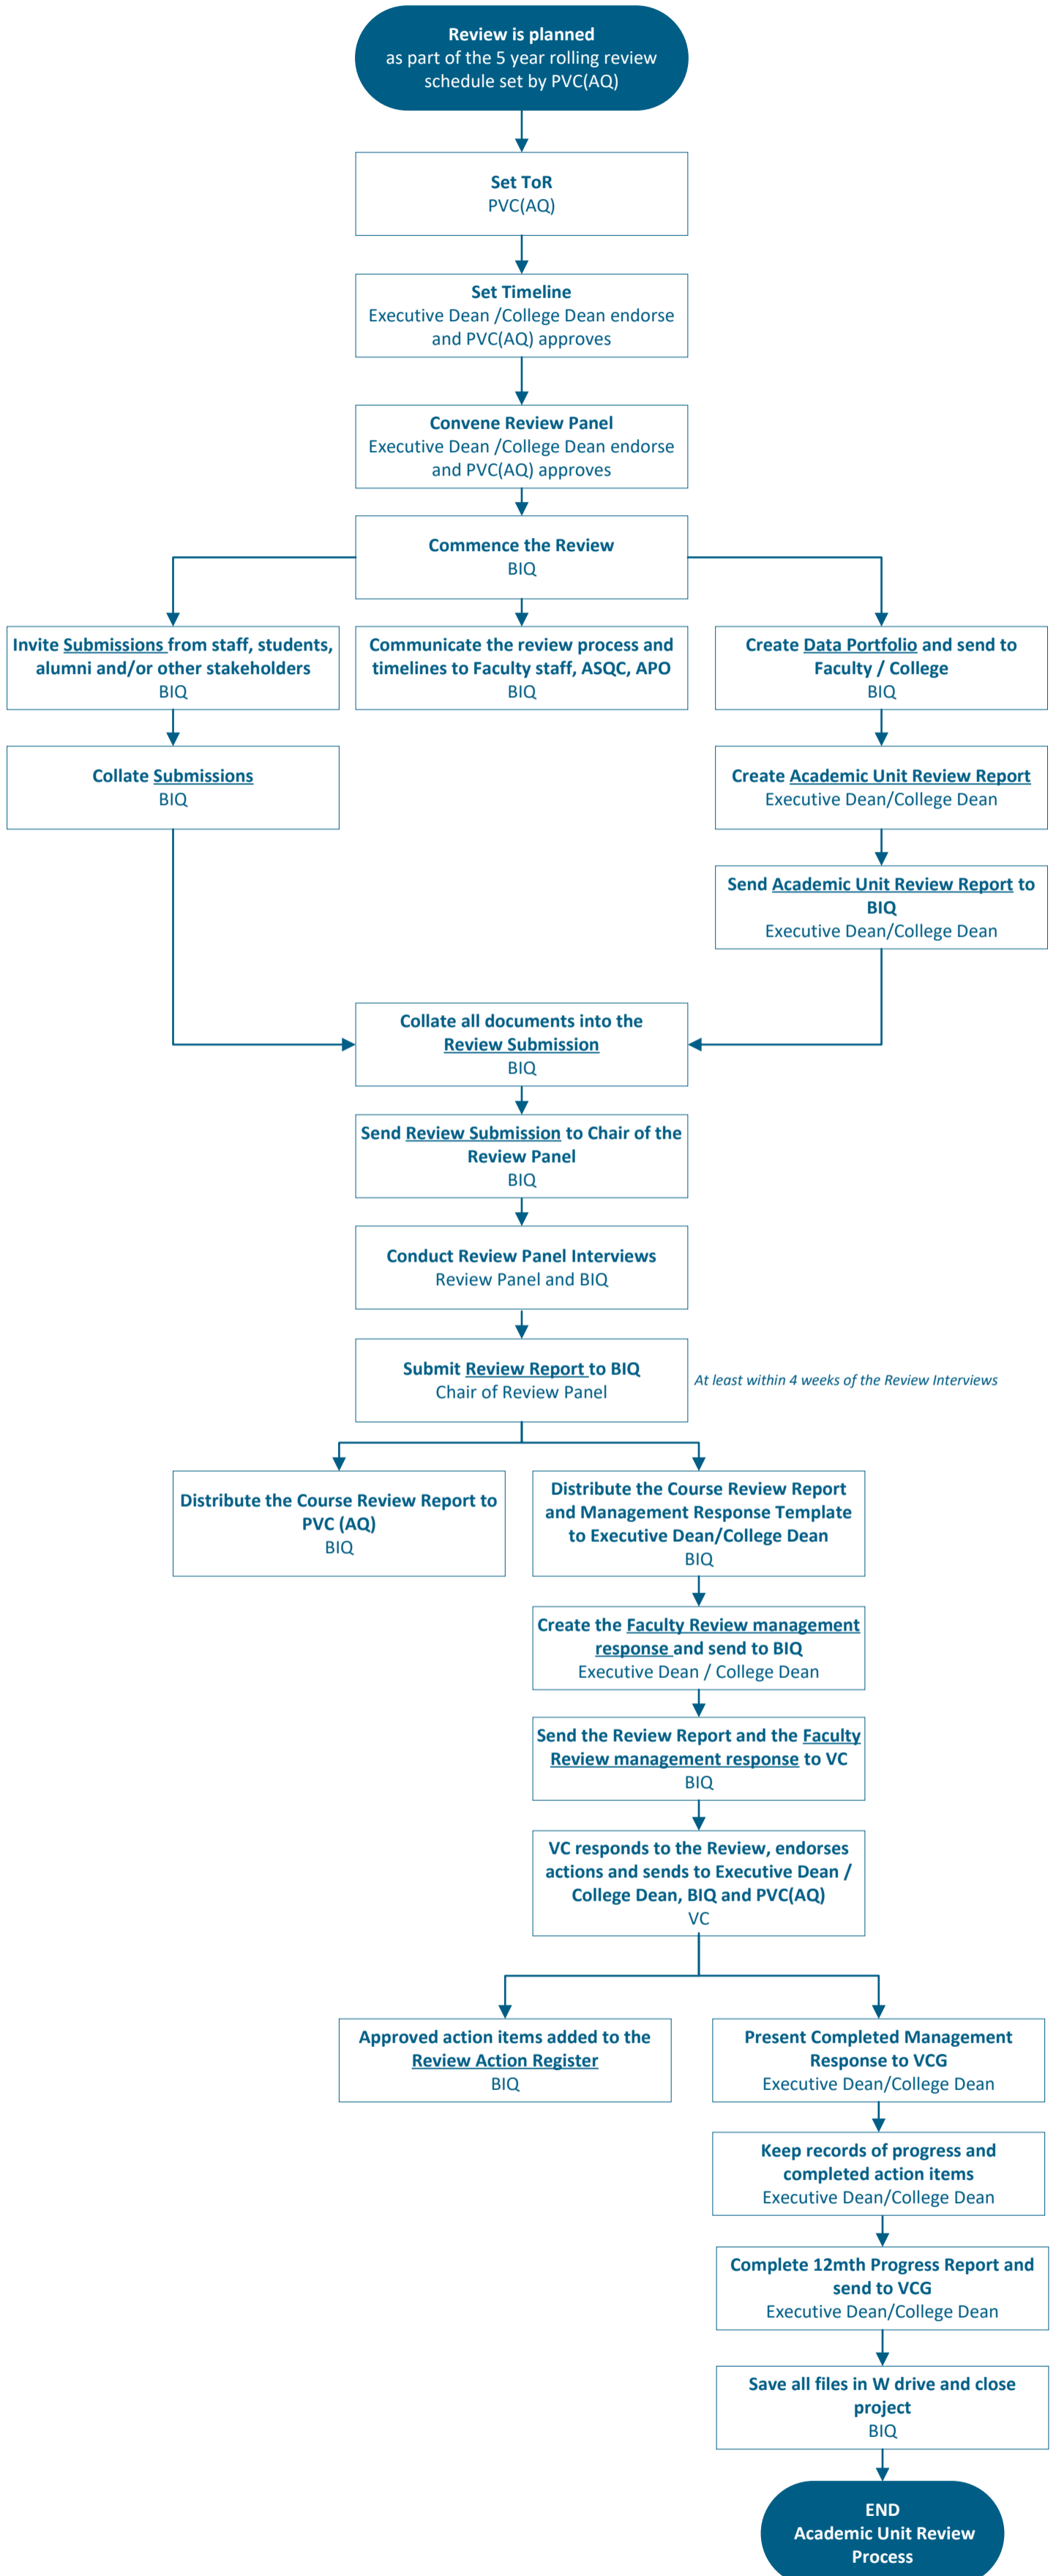 Review is planned
as part of the 5 year rolling review
schedule set by PVC(AQ)
Set ToR
PVC(AQ)
Set Timeline
Executive Dean /College Dean endorse
and PVC(AQ) approves
Convene Review Panel
Executive Dean /College Dean endorse
and PVC(AQ) approves
Commence the Review
BIQ
Invite Submissions from staff, students,
alumni and/or other stakeholders
BIQ
Communicate the review process and
timelines to Faculty staff, ASQC, APO
BIQ
Create Data Portfolio and send to
Faculty / College
BIQ
Collate Submissions
BIQ
Create Academic Unit Review Report
Executive Dean/College Dean
Send Academic Unit Review Report to
BIQ
Executive Dean/College Dean
Collate all documents into the
Review Submission
BIQ
Send Review Submission to Chair of the
Review Panel
BIQ
Conduct Review Panel Interviews
Review Panel and BIQ
Submit Review Report to BIQ
Chair of Review Panel
At least within 4 weeks of the Review Interviews
Distribute the Course Review Report to
PVC (AQ)
BIQ
Distribute the Course Review Report
and Management Response Template
to Executive Dean/College Dean
BIQ
Create the Faculty Review management
response and send to BIQ
Executive Dean / College Dean
Send the Review Report and the Faculty
Review management response to VC
BIQ
VC responds to the Review, endorses
actions and sends to Executive Dean /
College Dean, BIQ and PVC(AQ)
VC
Approved action items added to the
Review Action Register
BIQ
Present Completed Management
Response to VCG
Executive Dean/College Dean
Keep records of progress and
completed action items
Executive Dean/College Dean
Complete 12mth Progress Report and
send to VCG
Executive Dean/College Dean
Save all files in W drive and close
project
BIQ
END
Academic Unit Review
Process